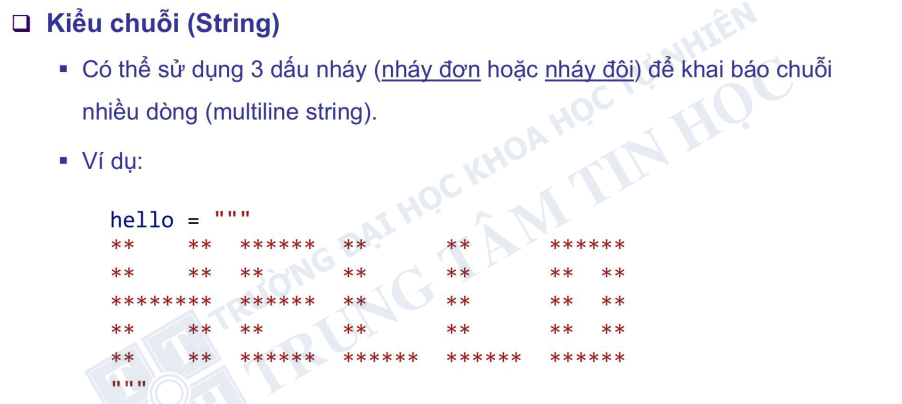 ❑ Kiểu chuỗi (String)
▪ Có thể sử dụng 3 dấu nháy (nháy đơn hoặc nháy đôi) để khai báo chuỗi
nhiều dòng (multiline string).
▪ Ví dụ:
hello = """
**    **  ******  **      **      ******
**    **  **      **      **      **  **
********  ******  **      **      **  **
**    **  **      **      **      **  **
**    **  ******  ******  ******  ******
"""
TRƯỜNG ĐẠI HỌC KHOA HỌC TỰ NHIÊN
TRUNG TÂM TIN HỌC